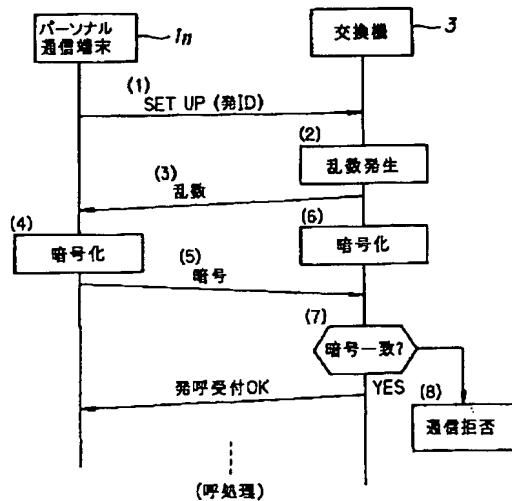 パーソナル
通信端末
1n
交換機
3
(1)
SET UP (発ID)
(2)
乱数発生
(3)
乱数
(4)
暗号化
(6)
暗号化
(5)
暗号
(7)
暗号一致?
発呼受付OK
YES
(8)
通信拒否
(呼処理)